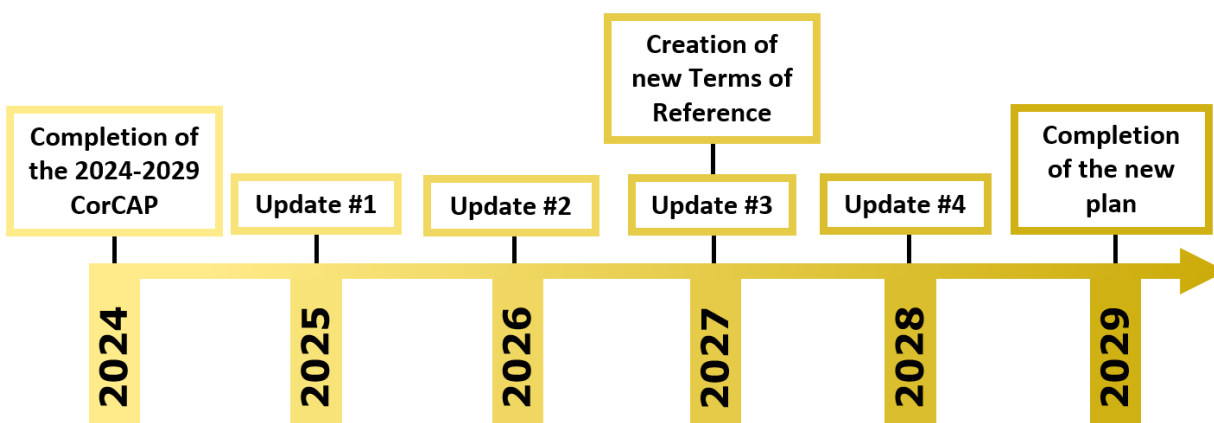 Creation of
new Terms of
Reference
Completion of
the 2024-2029
CorCAP
Update #1
Update #2
Update #3
Update #4
Completion
of the new
plan
2024
2025
2026
2027
2028
2029